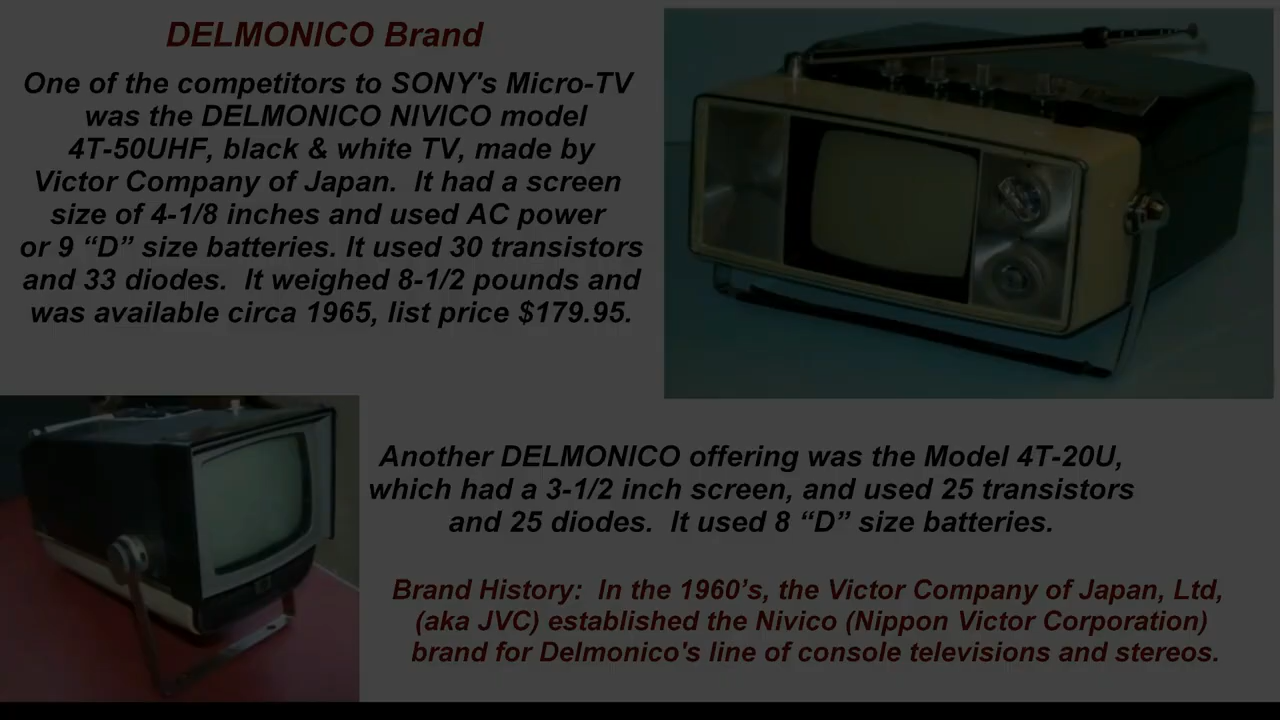 DELMONICO Brand
One of the competitors to SONY's Micro-TV
was the DELMONICO NIVICO model
4T-50UHF, black & white TV, made by
Victor Company of Japan.  It had a screen
size of 4-1/8 inches and used AC power
or 9 “D” size batteries. It used 30 transistors
and 33 diodes.  It weighed 8-1/2 pounds and
was available circa 1965, list price $179.95.
Another DELMONICO offering was the Model 4T-20U,
which had a 3-1/2 inch screen, and used 25 transistors
and 25 diodes.  It used 8 “D” size batteries.
Brand History:  In the 1960’s, the Victor Company of Japan, Ltd,
(aka JVC) established the Nivico (Nippon Victor Corporation)
brand for Delmonico's line of console televisions and stereos.